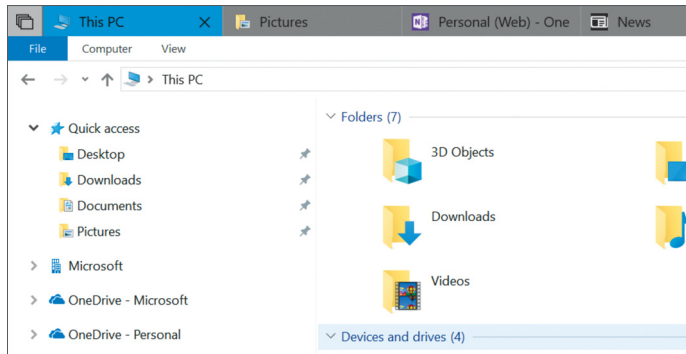 This PC
Pictures
Personal (Web) - One
News
File
Computer
View
This PC
Quick access
Desktop
Downloads
Documents
Pictures
Microsoft
OneDrive - Microsoft
OneDrive - Personal
Folders (7)
3D Objects
Downloads
Videos
Devices and drives (4)